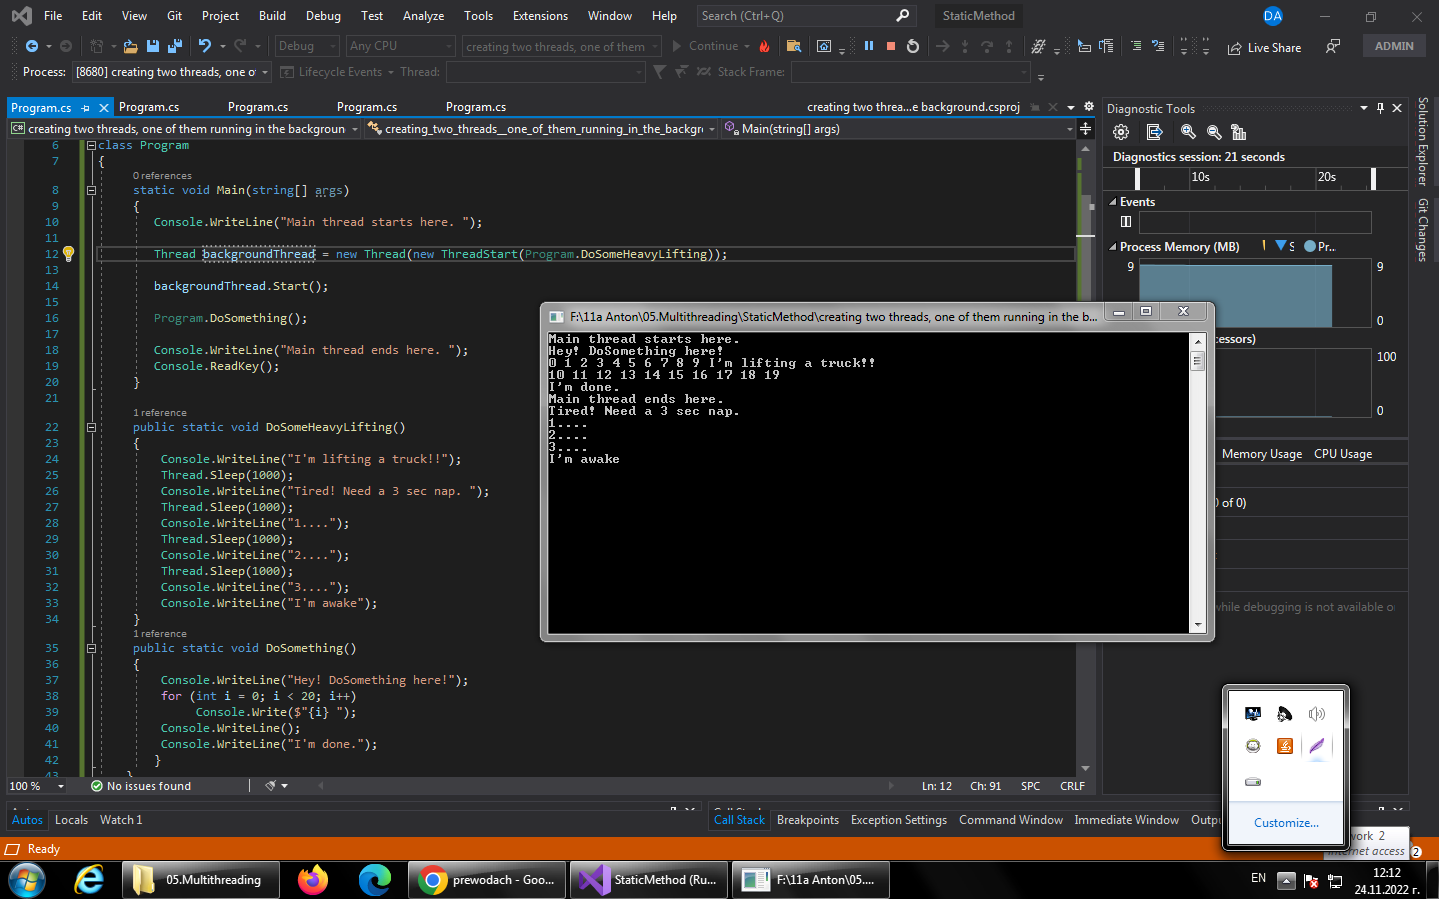 File Edit View Git Project Build Debug Test Analyze Tools Extensions Window Help Search (Ctrl+Q) StaticMethod DA
Debug Any CPU creating two threads, one of them Continue Live Share ADMIN
Process: [8680] creating two threads, one of Lifecycle Events Thread: Stack Frame:
Program.cs Program.cs Program.cs Program.cs Program.cs creating two threa...e background.csproj
creating two threads, one of them running in the backgroun creating_two_threads__one_of_them_running_in_the_backgr Main(string[] args)
6 class Program
7 {
0 references
8 static void Main(string[] args)
9 {
10 Console.WriteLine("Main thread starts here. ");
11
12 Thread backgroundThread = new Thread(new ThreadStart(Program.DoSomeHeavyLifting));
13
14 backgroundThread.Start();
15
16 Program.DoSomething();
17
18 Console.WriteLine("Main thread ends here. ");
19 Console.ReadKey();
20 }
21
1 reference
22 public static void DoSomeHeavyLifting()
23 {
24 Console.WriteLine("I'm lifting a truck!!");
25 Thread.Sleep(1000);
26 Console.WriteLine("Tired! Need a 3 sec nap. ");
27 Thread.Sleep(1000);
28 Console.WriteLine("1....");
29 Thread.Sleep(1000);
30 Console.WriteLine("2....");
31 Thread.Sleep(1000);
32 Console.WriteLine("3....");
33 Console.WriteLine("I'm awake");
34 }
1 reference
35 public static void DoSomething()
36 {
37 Console.WriteLine("Hey! DoSomething here!");
38 for (int i = 0; i < 20; i++)
39 Console.Write($"{i} ");
40 Console.WriteLine();
41 Console.WriteLine("I'm done.");
42 }
43 }
100 % No issues found Ln: 12 Ch: 91 SPC CRLF
F:\11a Anton\05.Multithreading\StaticMethod\creating two threads, one of them running in the b...
Main thread starts here.
Hey! DoSomething here!
0 1 2 3 4 5 6 7 8 9 I'm lifting a truck!!
10 11 12 13 14 15 16 17 18 19
I'm done.
Main thread ends here.
Tired! Need a 3 sec nap.
1....
2....
3....
I'm awake
Diagnostic Tools
Diagnostics session: 21 seconds
10s 20s
Events
Process Memory (MB) S Pr...
9 9
0 0
cessors)
100
0
Memory Usage CPU Usage
0 of 0)
while debugging is not available o
Solution Explorer
Git Changes
Customize...
Autos Call Stack
Autos Locals Watch 1 Call Stack Breakpoints Exception Settings Command Window Immediate Window Outpu
Ready
work 2
Internet access
2
05.Multithreading prewodach - Goo... StaticMethod (Ru... F:\11a Anton\05....
EN 12:12
24.11.2022 г.